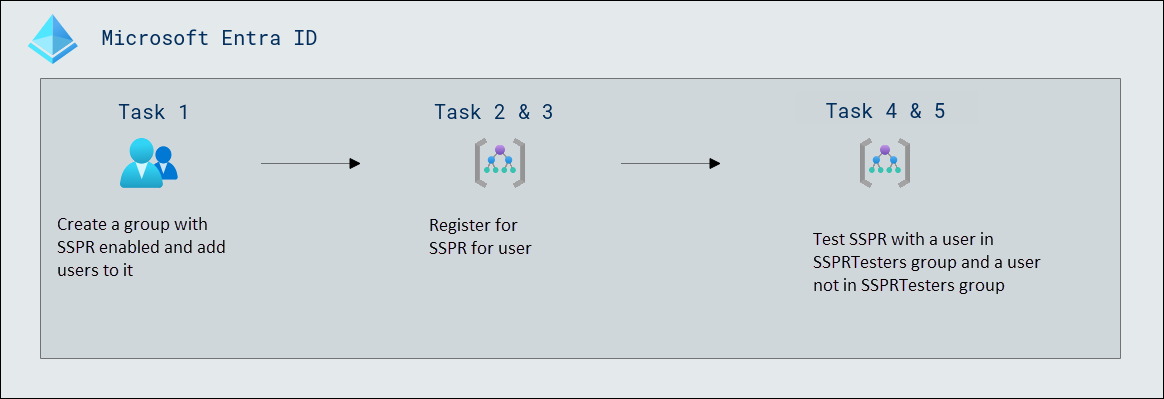 Microsoft Entra ID
Task 1
Create a group with
SSPR enabled and add
users to it
Task 2 & 3
Register for
SSPR for user
Task 4 & 5
Test SSPR with a user in
SSPRTesters group and a user
not in SSPRTesters group